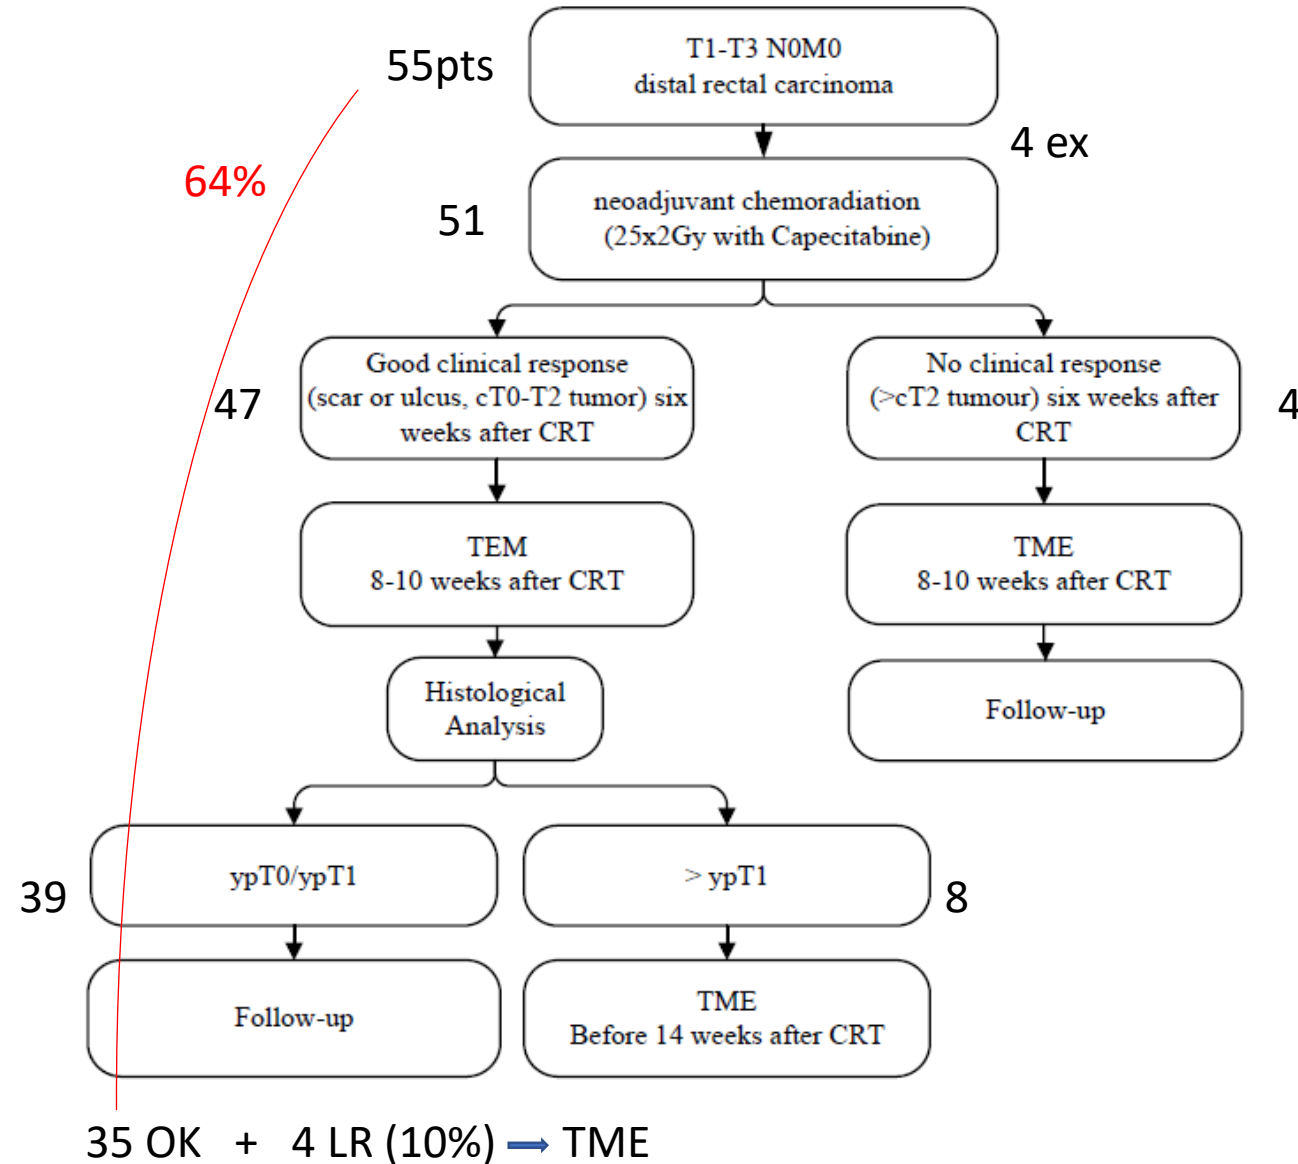 55pts
T1-T3 N0M0
distal rectal carcinoma
4 ex
64%
51
neoadjuvant chemoradiation
(25x2Gy with Capecitabine)
47
Good clinical response
(scar or ulcus, cT0-T2 tumor) six
weeks after CRT
No clinical response
(>cT2 tumour) six weeks after
CRT
4
TEM
8-10 weeks after CRT
TME
8-10 weeks after CRT
Histological
Analysis
Follow-up
39
ypT0/ypT1
> ypT1
8
Follow-up
TME
Before 14 weeks after CRT
35 OK + 4 LR (10%) ➡ TME